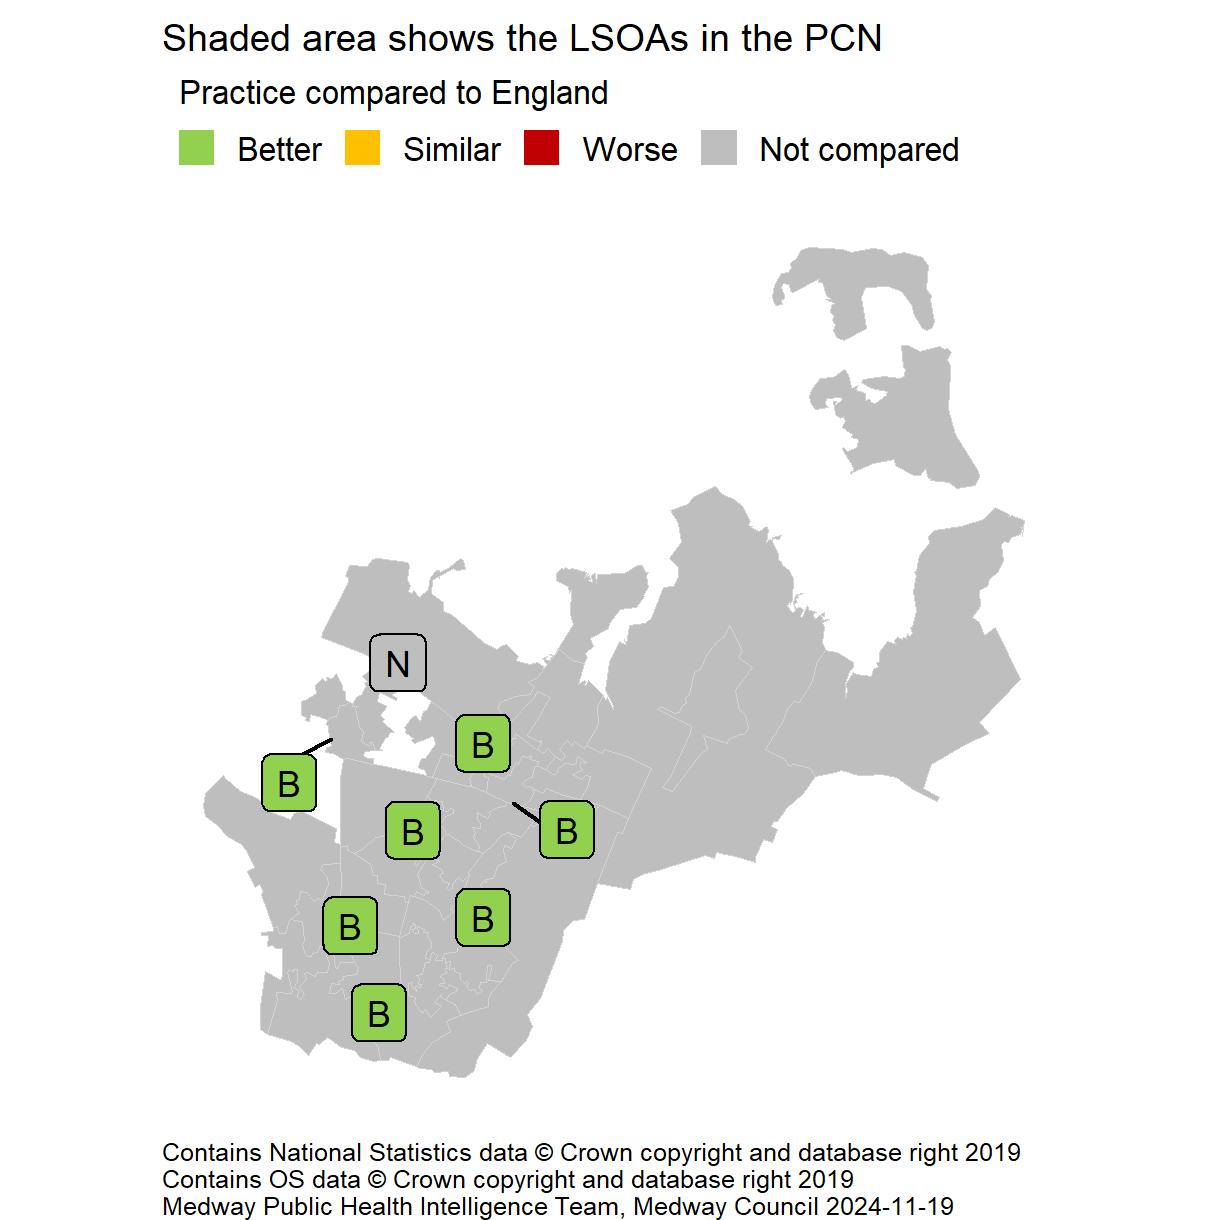 Shaded area shows the LSOAs in the PCN
Practice compared to England
Better Similar Worse Not compared
N
B
B
B
B
B
B
B
Contains National Statistics data © Crown copyright and database right 2019
Contains OS data © Crown copyright and database right 2019
Medway Public Health Intelligence Team, Medway Council 2024-11-19